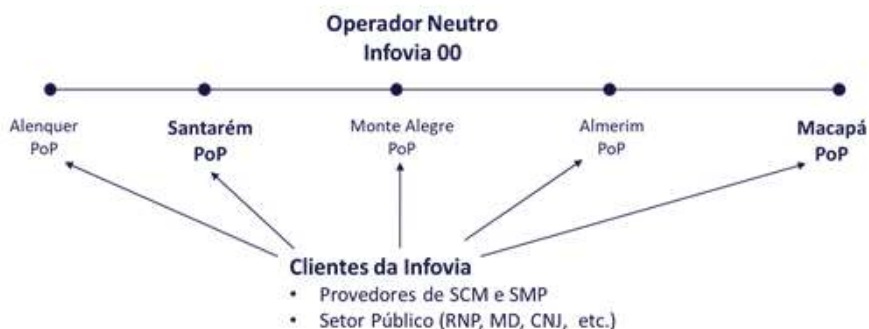 Operador Neutro
Infovia 00
Alenquer
PoP
Santarém
PoP
Monte Alegre
PoP
Almerim
PoP
Macapá
PoP
Clientes da Infovia
• Provedores de SCM e SMP
• Setor Público (RNP, MD, CNJ, etc.)